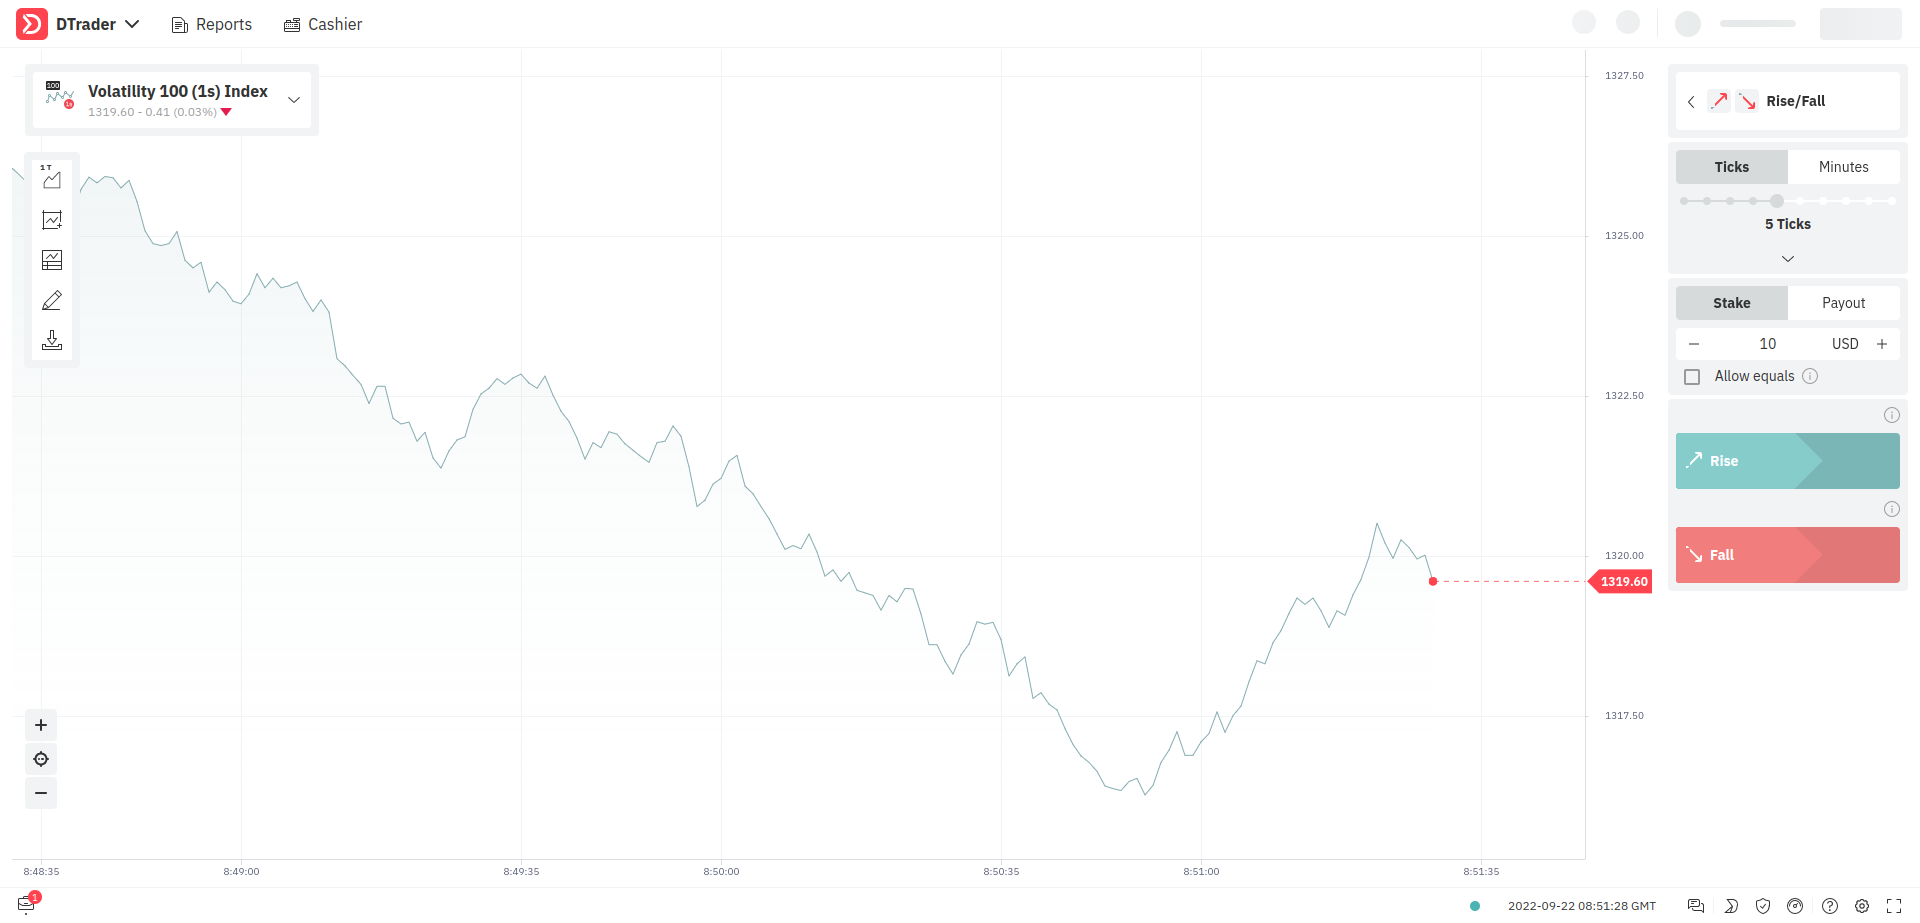 DTrader
Reports
Cashier
100
1s
Volatility 100 (1s) Index
1319.60 - 0.41 (0.03%)
1 T
1327.50
1325.00
1322.50
1320.00
1319.60
1317.50
8:48:35
8:49:00
8:49:35
8:50:00
8:50:35
8:51:00
8:51:35
Rise/Fall
Ticks
Minutes
5 Ticks
Stake
Payout
10
USD
Allow equals
Rise
Fall
1
2022-09-22 08:51:28 GMT